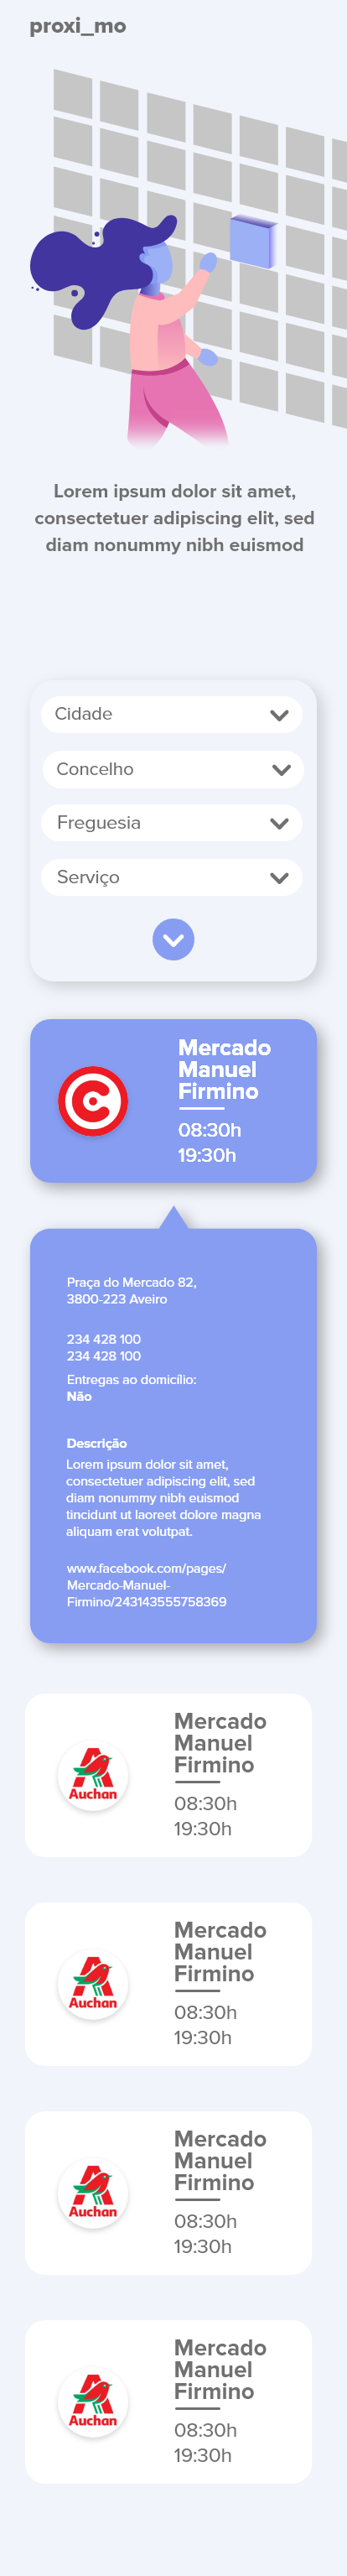 proxi_mo
Lorem ipsum dolor sit amet,
consectetuer adipiscing elit, sed
diam nonummy nibh euismod
Cidade
Concelho
Freguesia
Serviço
Mercado
Manuel
Firmino
08:30h
19:30h
Praça do Mercado 82,
3800-223 Aveiro
234 428 100
234 428 100
Entregas ao domicílio:
Não
Descrição
Lorem ipsum dolor sit amet,
consectetuer adipiscing elit, sed
diam nonummy nibh euismod
tincidunt ut laoreet dolore magna
aliquam erat volutpat.
www.facebook.com/pages/
Mercado-Manuel-
Firmino/243143555758369
Auchan
Mercado
Manuel
Firmino
08:30h
19:30h
Auchan
Mercado
Manuel
Firmino
08:30h
19:30h
Auchan
Mercado
Manuel
Firmino
08:30h
19:30h
Auchan
Mercado
Manuel
Firmino
08:30h
19:30h